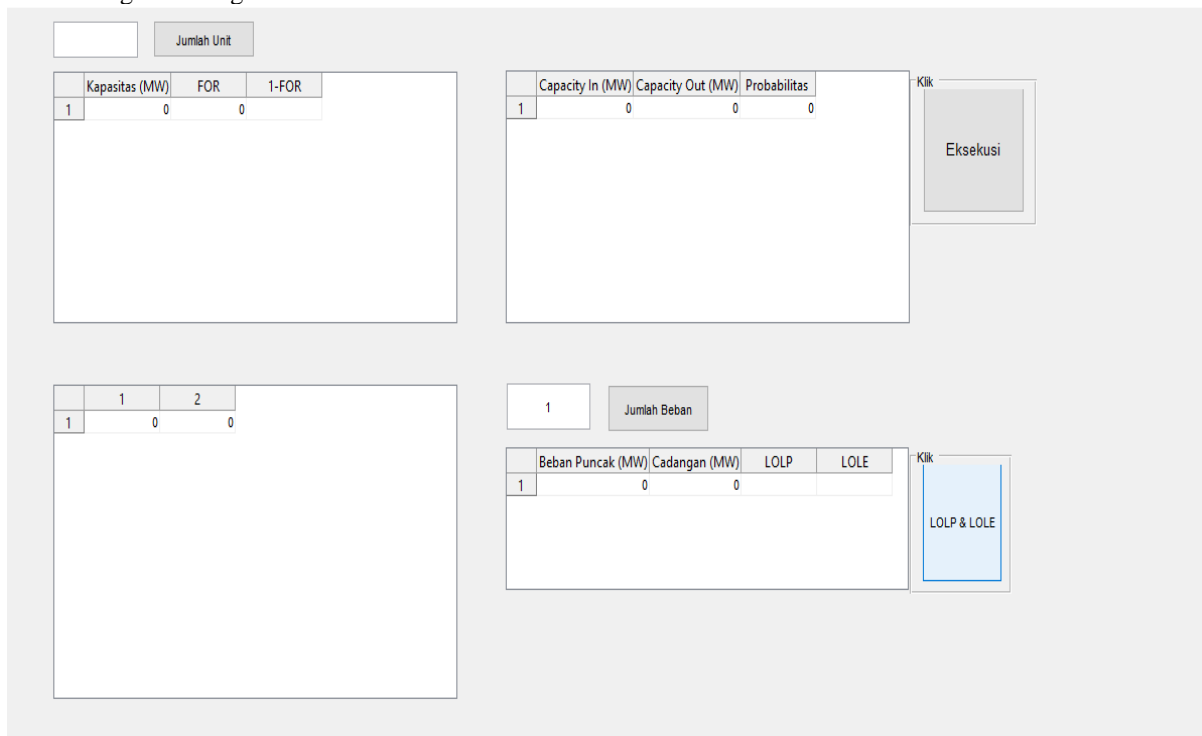 Jumlah Unit
Kapasitas (MW) FOR 1-FOR
1 0 0
Capacity In (MW) Capacity Out (MW) Probabilitas
1 0 0 0
Klik
Eksekusi
1 2
1 0 0
1 Jumlah Beban
Beban Puncak (MW) Cadangan (MW) LOLP LOLE
1 0 0
Klik
LOLP & LOLE